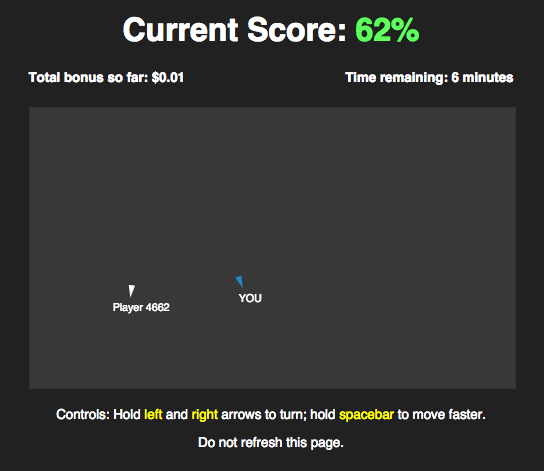 Current Score: 62%
Total bonus so far: $0.01 Time remaining: 6 minutes
YOU
Player 4662
Controls: Hold left and right arrows to turn; hold spacebar to move faster.
Do not refresh this page.